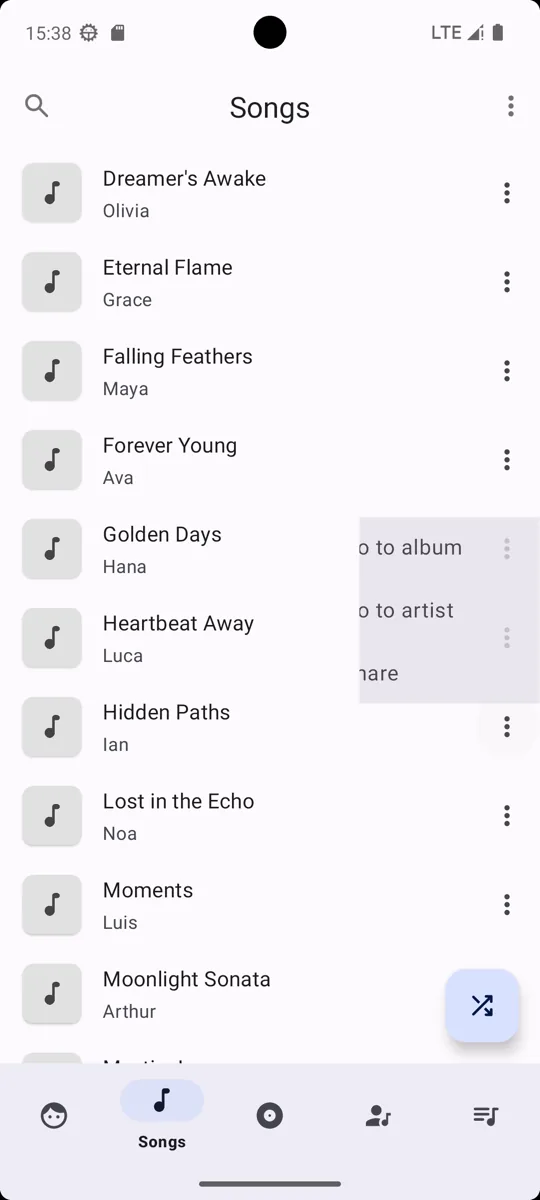 15:38
LTE
Songs
Dreamer's Awake
Olivia
Eternal Flame
Grace
Falling Feathers
Maya
Forever Young
Ava
Golden Days
Hana
o to album
Heartbeat Away
Luca
o to artist
hare
Hidden Paths
Ian
Lost in the Echo
Noa
Moments
Luis
Moonlight Sonata
Arthur
Songs